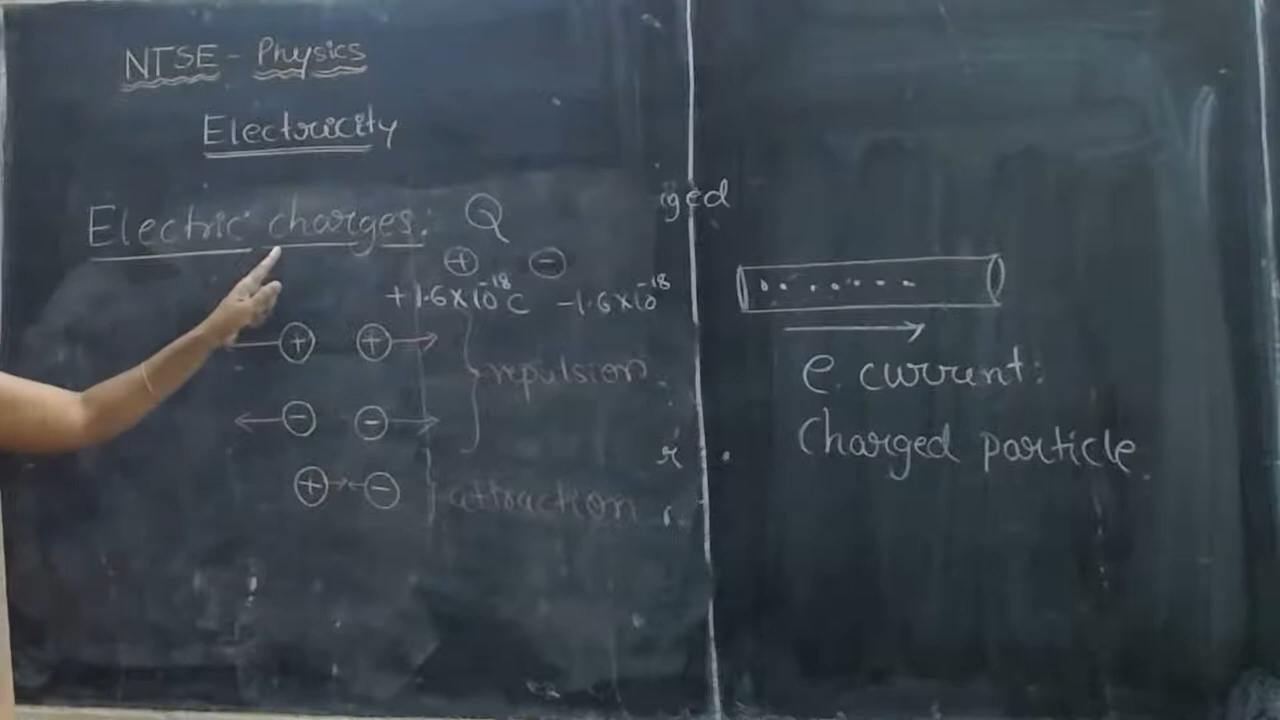 NTSE - Physics
Electricity
Electric charges: Q
+ -
+1.6×10⁻¹⁸C -1.6×10⁻¹⁸
+ +
repulsion
- -
+ -
attraction
ged
r
e. current:
Charged particle